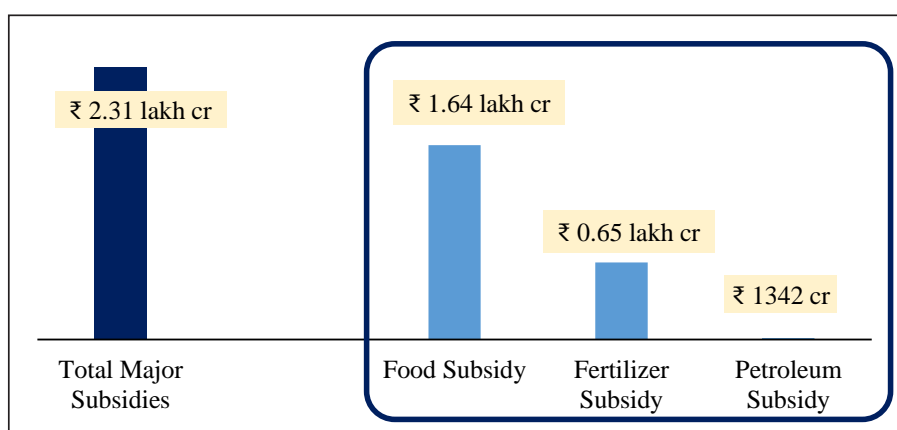 ₹ 2.31 lakh cr
₹ 1.64 lakh cr
₹ 0.65 lakh cr
₹ 1342 cr
Total Major
Subsidies
Food Subsidy
Fertilizer
Subsidy
Petroleum
Subsidy